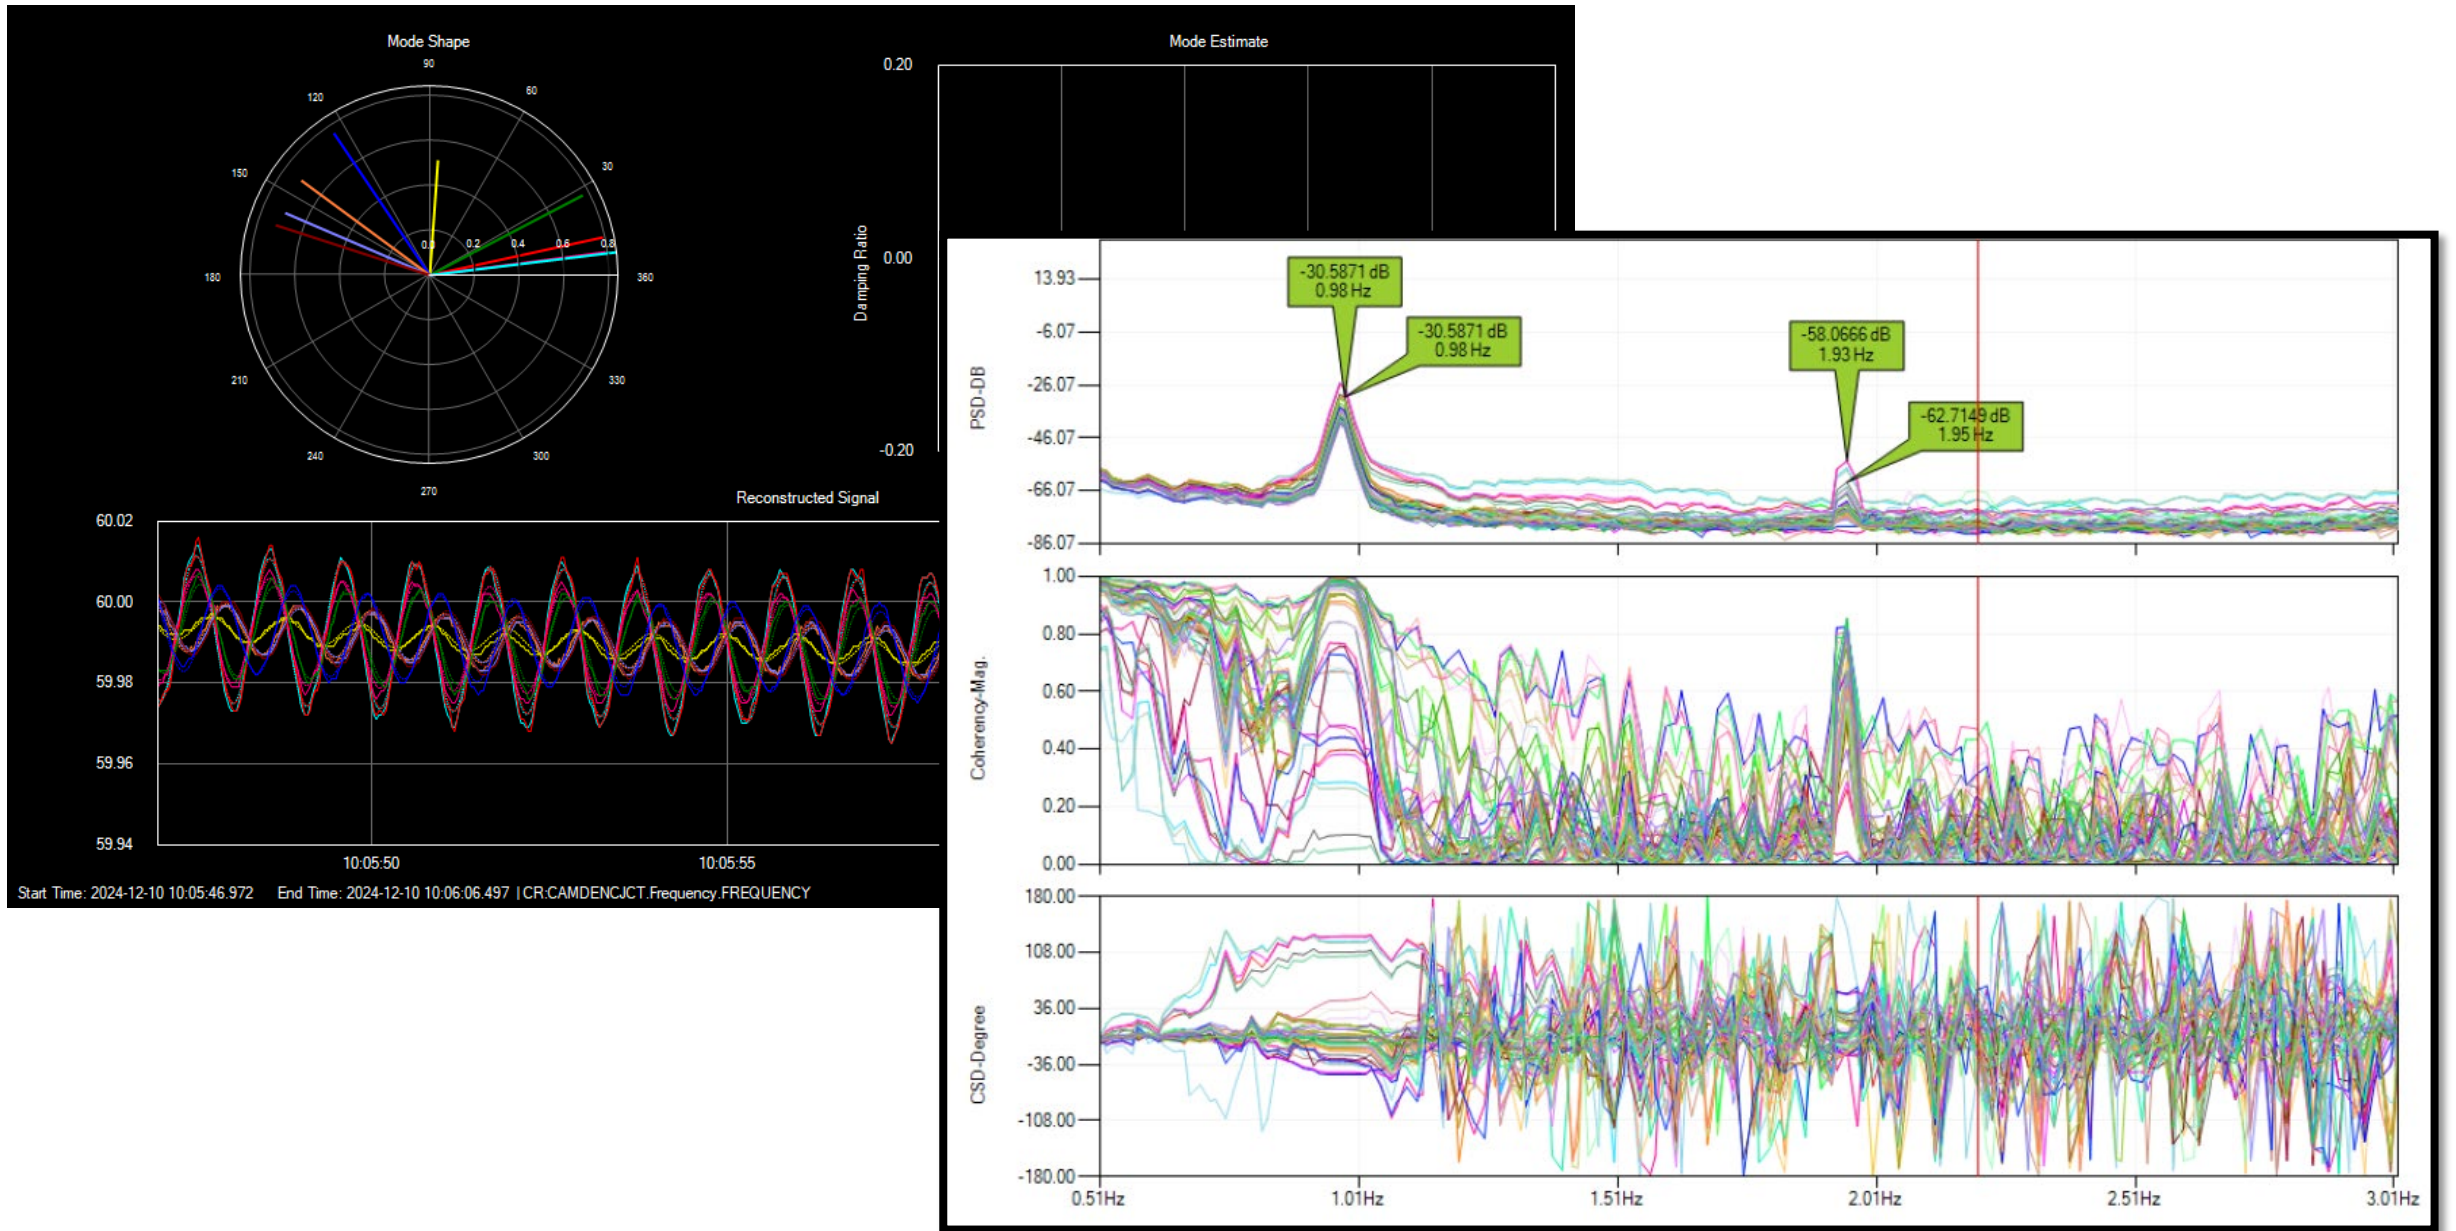 Mode Shape
90
120
60
150
30
0.0
0.2
0.4
0.6
0.8
180
360
210
330
240
300
270
Mode Estimate
0.20
0.00
-0.20
Damping Ratio
Reconstructed Signal
60.02
60.00
59.98
59.96
59.94
10:05:50
10:05:55
Start Time: 2024-12-10 10:05:46.972 End Time: 2024-12-10 10:06:06.497 | CR:CAMDENCJCT.Frequency.FREQUENCY
PSD-DB
13.93
-6.07
-26.07
-46.07
-66.07
-86.07
-30.5871 dB
0.98 Hz
-30.5871 dB
0.98 Hz
-58.0666 dB
1.93 Hz
-62.7149 dB
1.95 Hz
Coherency-Mag.
1.00
0.80
0.60
0.40
0.20
0.00
CSD-Degree
180.00
108.00
36.00
-36.00
-108.00
-180.00
0.51Hz
1.01Hz
1.51Hz
2.01Hz
2.51Hz
3.01Hz